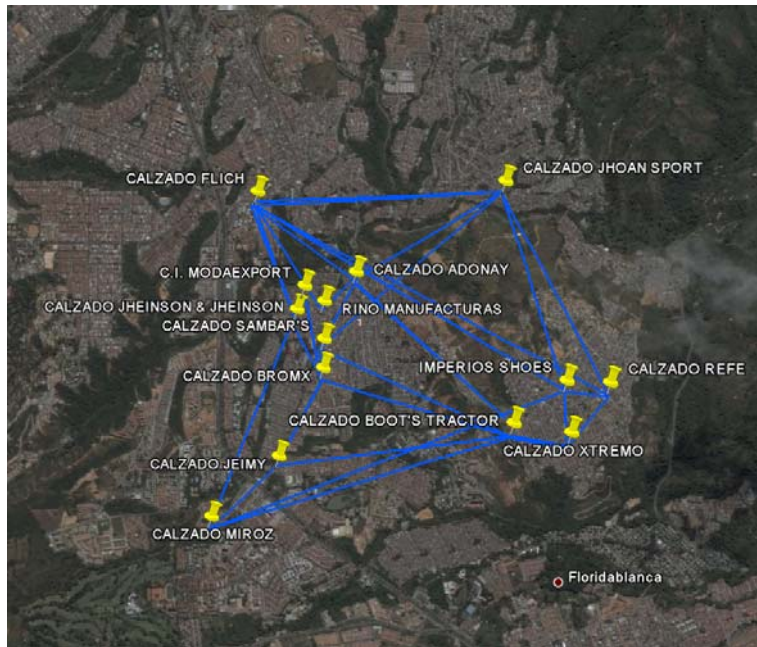 CALZADO JHOAN SPORT
CALZADO FLICH
C.I. MODAEXPORT
CALZADO ADONAY
CALZADO JHEINSON & JHEINSON
RINO MANUFACTURAS
CALZADO SAMBAR'S
CALZADO BROMX
IMPERIOS SHOES
CALZADO REFE
CALZADO BOOT'S TRACTOR
CALZADO XTREMO
CALZADO JEIMY
CALZADO MIROZ
Floridablanca